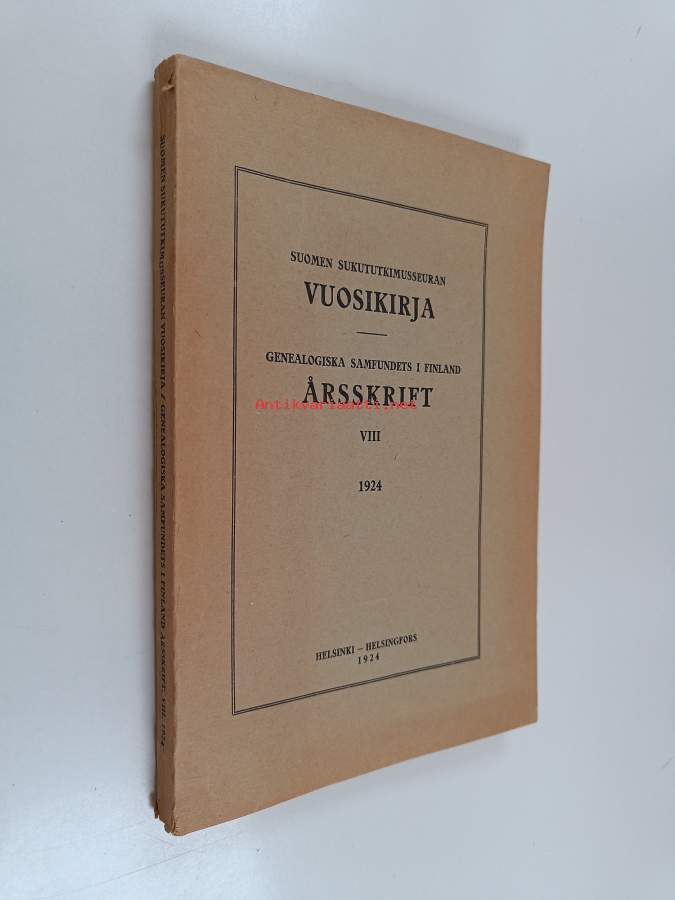 SUOMEN SUKUTUTKIMUSSEURAN
VUOSIKIRJA
GENEALOGISKA SAMFUNDETS I FINLAND
ÅRSSKRIFT
Antikvariaatti.net
VIII
1924
HELSINKI – HELSINGFORS
1924
SUOMEN SUKUTUTKIMUSSEURAN VUOSIKIRJA / GENEALOGISKA SAMFUNDETS I FINLAND ÅRSSKRIFT. VIII. 1924.